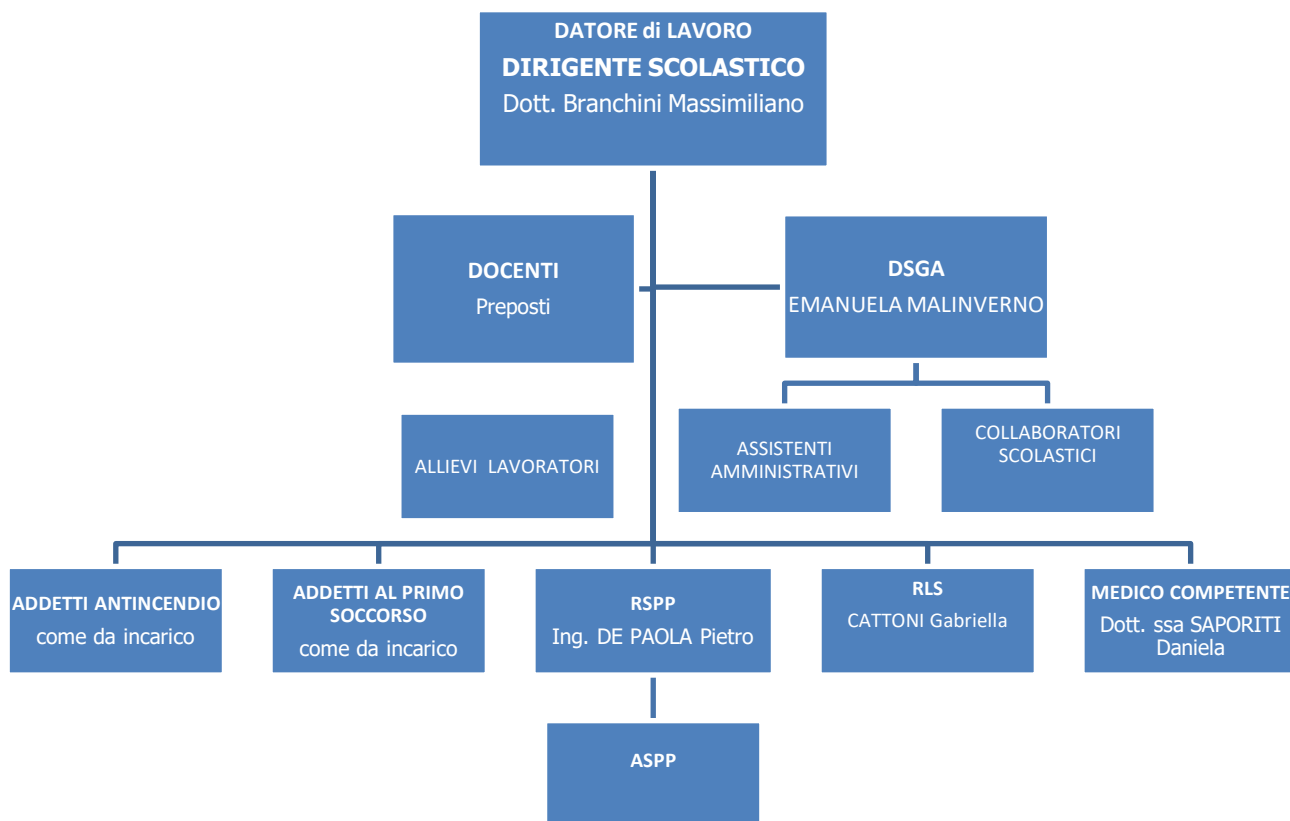 DATORE di LAVORO
DIRIGENTE SCOLASTICO
Dott. Branchini Massimiliano
DOCENTI
Preposti
DSGA
EMANUELA MALINVERNO
ALLIEVI LAVORATORI
ASSISTENTI
AMMINISTRATIVI
COLLABORATORI
SCOLASTICI
ADDETTI ANTINCENDIO
come da incarico
ADDETTI AL PRIMO
SOCCORSO
come da incarico
RSPP
Ing. DE PAOLA Pietro
RLS
CATTONI Gabriella
MEDICO COMPETENTE
Dott. ssa SAPORITI
Daniela
ASPP